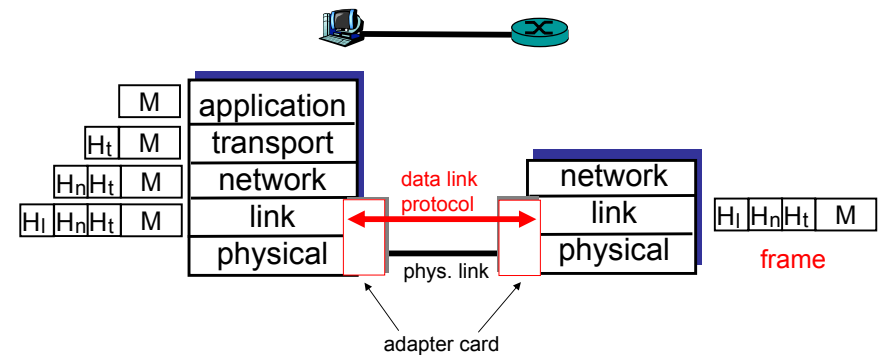 M application
Ht M transport
Hn Ht M network
Hl Hn Ht M link
physical
data link
protocol
phys. link
adapter card
network
link
physical
Hl Hn Ht M
frame